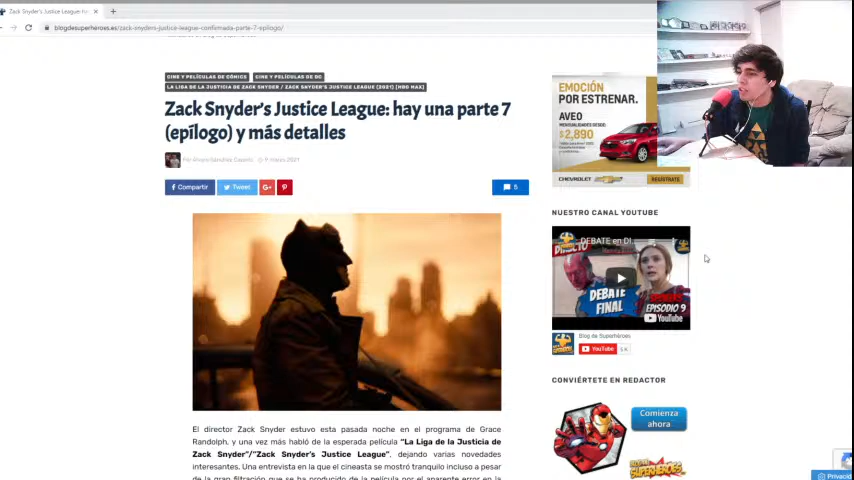 Zack Snyder's Justice League:
blogdesuperheroes.es/zack-snyders-justice-league-confirmada-parte-7-epilogo/
CINE Y PELÍCULAS DE CÓMICS
CINE Y PELÍCULAS DE DC
LA LIGA DE LA JUSTICIA DE ZACK SNYDER / ZACK SNYDER'S JUSTICE LEAGUE (2021) [HBO MAX]
Zack Snyder's Justice League: hay una parte 7
(epílogo) y más detalles
Por Álvaro Sánchez
9 marzo, 2021
Compartir
Tweet
G+
5
El director Zack Snyder estuvo esta pasada noche en el programa de Grace
Randolph, y una vez más habló de la esperada película "La Liga de la Justicia de
Zack Snyder"/"Zack Snyder's Justice League", dejando varias novedades
interesantes. Una entrevista en la que el cineasta se mostró tranquilo incluso a pesar
de la gran filtración que se ha producido de la película por el aparente error en la
EMOCIÓN
POR ESTRENAR.
AVEO
MENSUALIDADES DESDE:
$2,890
CHEVROLET
REGÍSTRATE
NUESTRO CANAL YOUTUBE
DEBATE en DI...
DIRECTO
DEBATE
FINAL
EPISODIO 9
YouTube
Blog de Superhéroes
YouTube
CONVIÉRTETE EN REDACTOR
Comienza
ahora
BLOG DE
SUPERHÉROES
Privacid